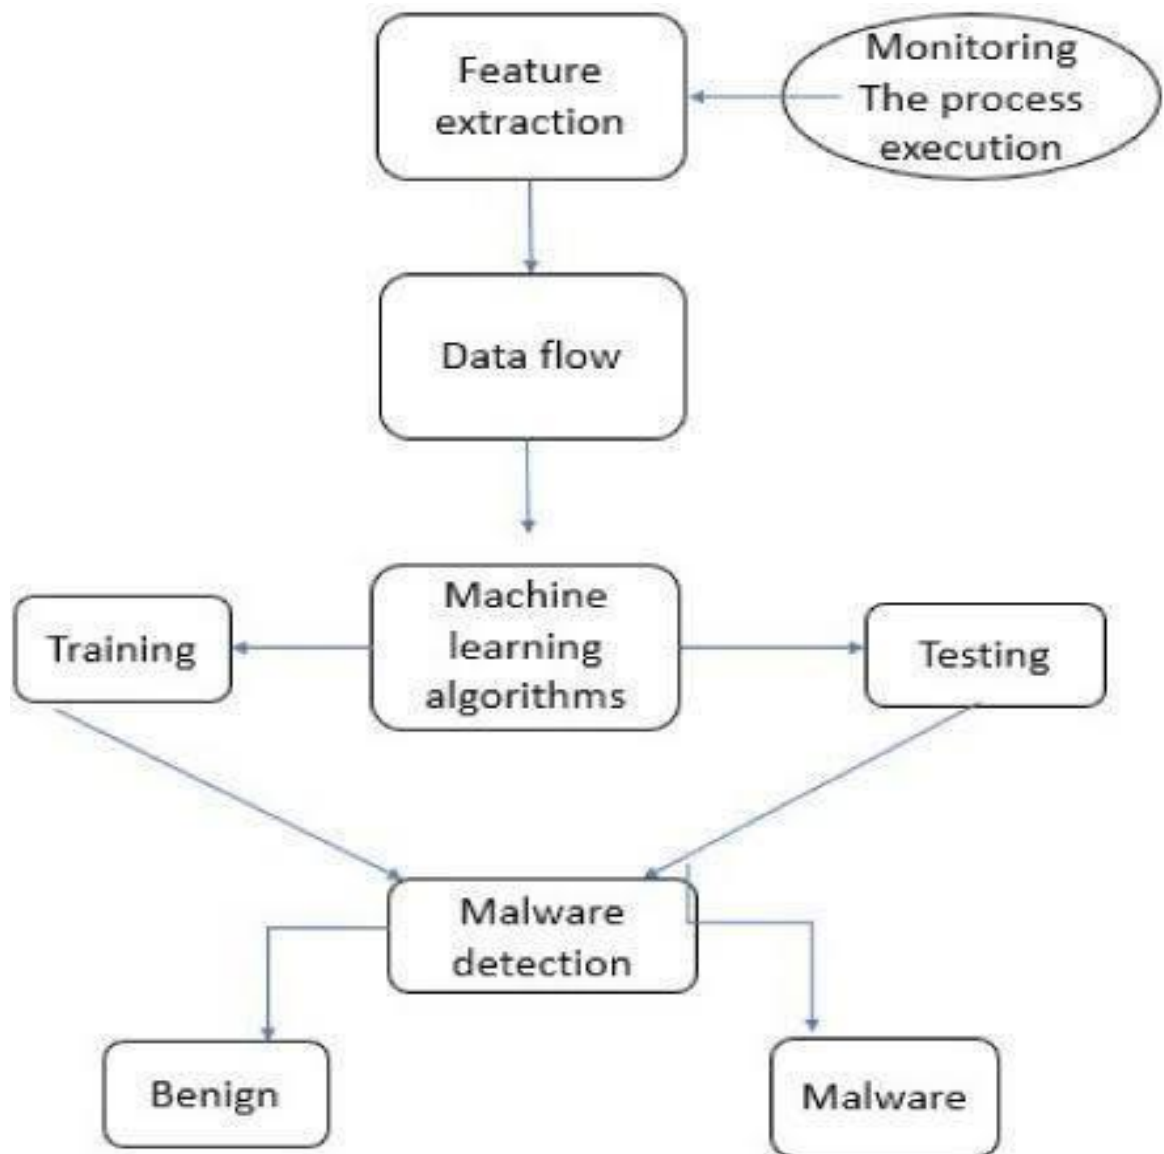 Feature
extraction
Monitoring
The process
execution
Data flow
Machine
learning
algorithms
Training
Testing
Malware
detection
Benign
Malware